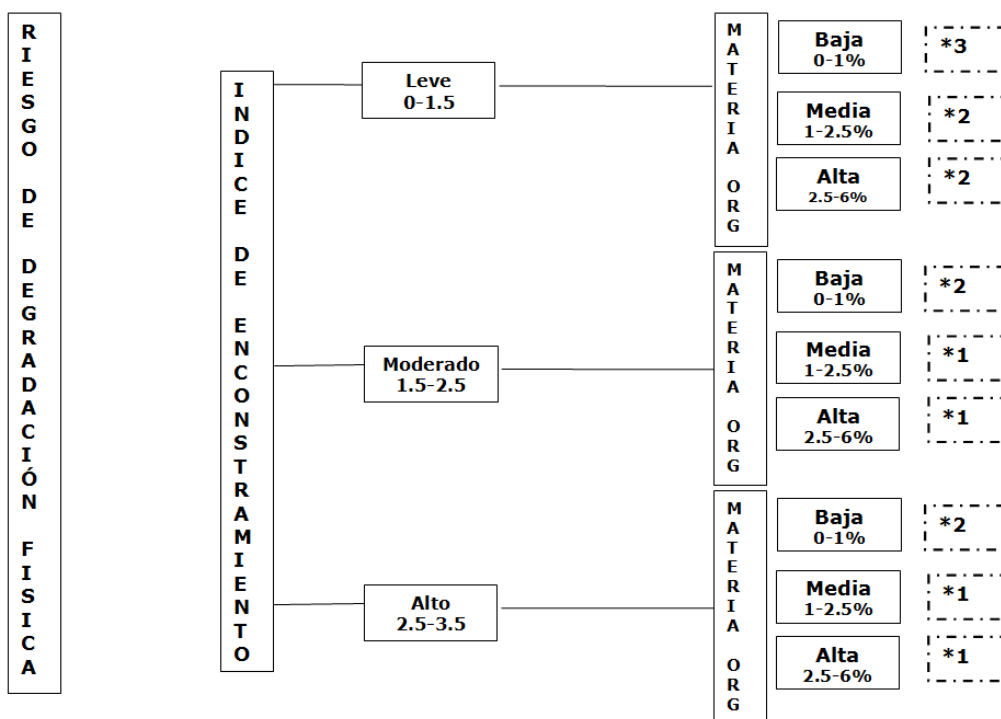 RIESGO DE DEGRADACIÓN FISICA
INDICE DE ENCONSTRAMIENTO
Leve
0-1.5
MATERIA ORG
Baja
0-1%
*3
Media
1-2.5%
*2
Alta
2.5-6%
*2
Moderado
1.5-2.5
MATERIA ORG
Baja
0-1%
*2
Media
1-2.5%
*1
Alta
2.5-6%
*1
Alto
2.5-3.5
MATERIA ORG
Baja
0-1%
*2
Media
1-2.5%
*1
Alta
2.5-6%
*1